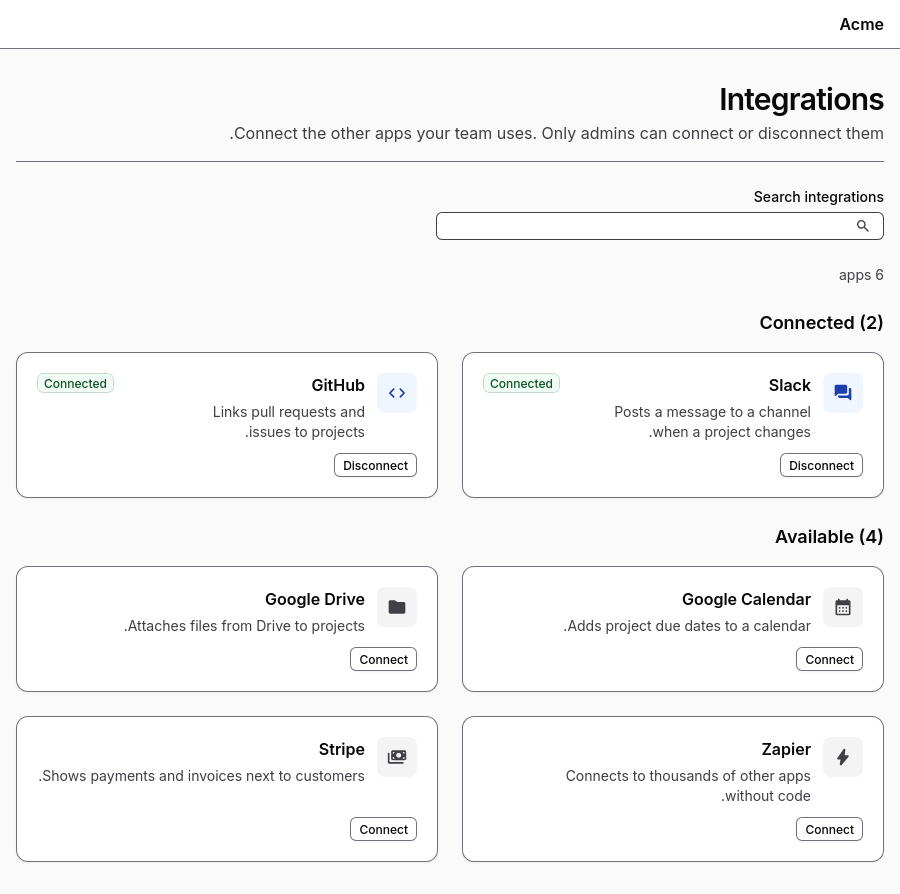 Acme
Integrations
.Connect the other apps your team uses. Only admins can connect or disconnect them
Search integrations
apps 6
Connected (2)
Slack
Connected
Posts a message to a channel
.when a project changes
Disconnect
GitHub
Connected
Links pull requests and
.issues to projects
Disconnect
Available (4)
Google Calendar
.Adds project due dates to a calendar
Connect
Google Drive
.Attaches files from Drive to projects
Connect
Zapier
Connects to thousands of other apps
.without code
Connect
Stripe
.Shows payments and invoices next to customers
Connect